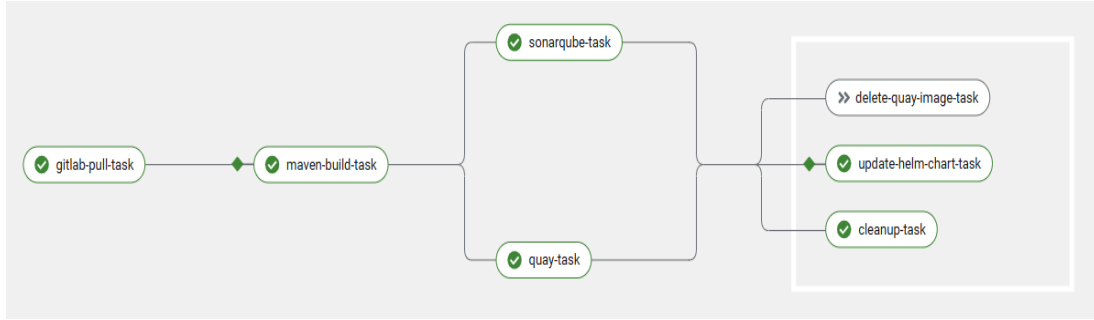 gitlab-pull-task
maven-build-task
sonarqube-task
quay-task
delete-quay-image-task
update-helm-chart-task
cleanup-task